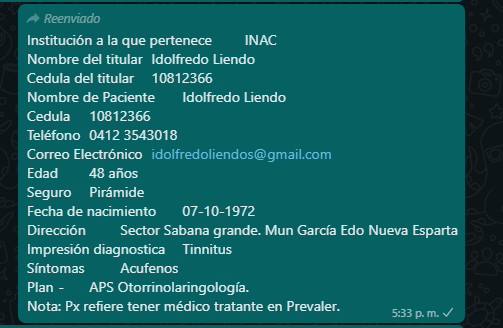 Reenviado
Institución a la que pertenece INAC
Nombre del titular Idolfredo Liendo
Cedula del titular 10812366
Nombre de Paciente Idolfredo Liendo
Cedula 10812366
Teléfono 0412 3543018
Correo Electrónico idolfredoliendos@gmail.com
Edad 48 años
Seguro Pirámide
Fecha de nacimiento 07-10-1972
Dirección Sector Sabana grande. Mun García Edo Nueva Esparta
Impresión diagnostica Tinnitus
Síntomas Acufenos
Plan - APS Otorrinolaringología.
Nota: Px refiere tener médico tratante en Prevaler.
5:33 p. m.